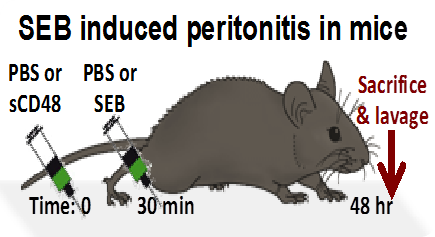 SEB induced peritonitis in mice
PBS or PBS or
sCD48 SEB
Sacrifice
& lavage
Time: 0 30 min 48 hr